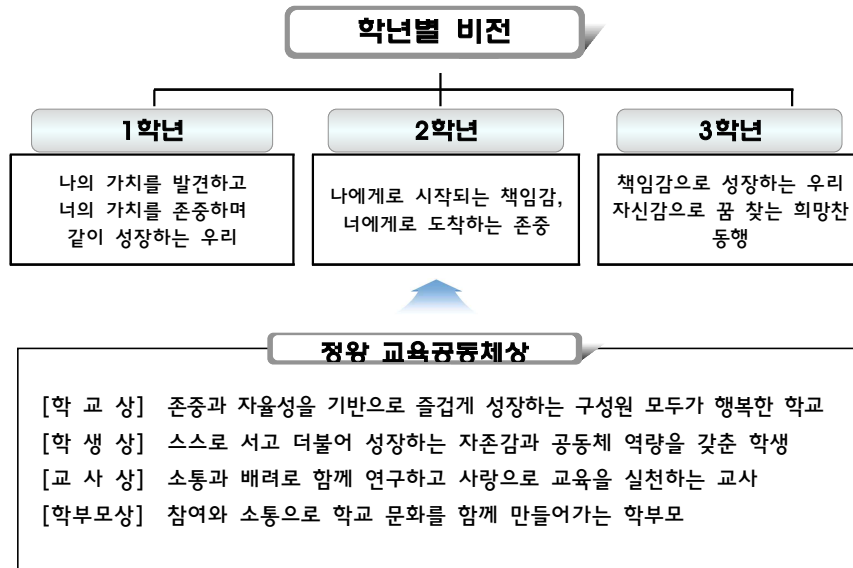 학년별 비전
1학년
나의 가치를 발견하고
너의 가치를 존중하며
같이 성장하는 우리
2학년
나에게로 시작되는 책임감,
너에게로 도착하는 존중
3학년
책임감으로 성장하는 우리
자신감으로 꿈 찾는 희망찬
동행
정왕 교육공동체상
[학 교 상] 존중과 자율성을 기반으로 즐겁게 성장하는 구성원 모두가 행복한 학교
[학 생 상] 스스로 서고 더불어 성장하는 자존감과 공동체 역량을 갖춘 학생
[교 사 상] 소통과 배려로 함께 연구하고 사랑으로 교육을 실천하는 교사
[학부모상] 참여와 소통으로 학교 문화를 함께 만들어가는 학부모